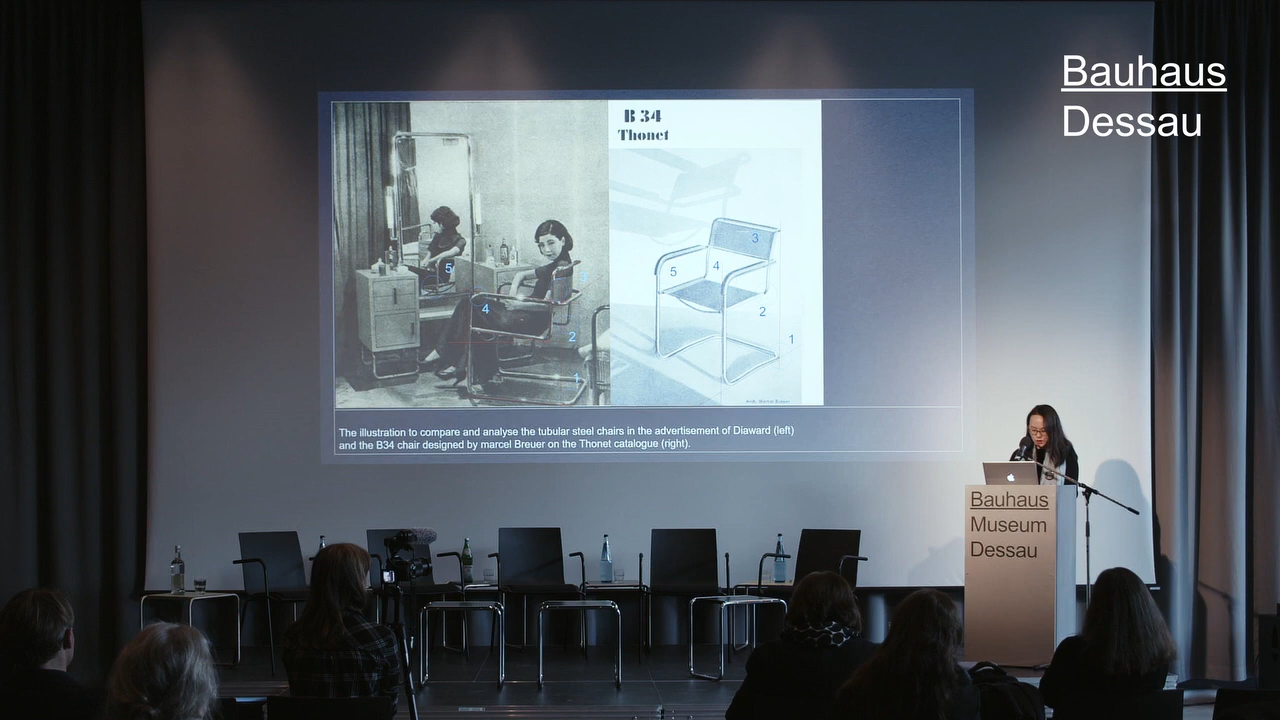 Bauhaus
Dessau
B 34
Thonet
3
5
4
2
1
5
3
4
2
1
The illustration to compare and analyse the tubular steel chairs in the advertisement of Diaward (left)
and the B34 chair designed by marcel Breuer on the Thonet catalogue (right).
Bauhaus
Museum
Dessau